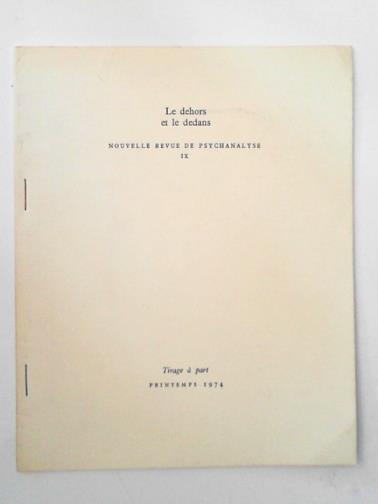 Le dehors
et le dedans
NOUVELLE REVUE DE PSYCHANALYSE
IX
Tirage à part
PRINTEMPS 1974